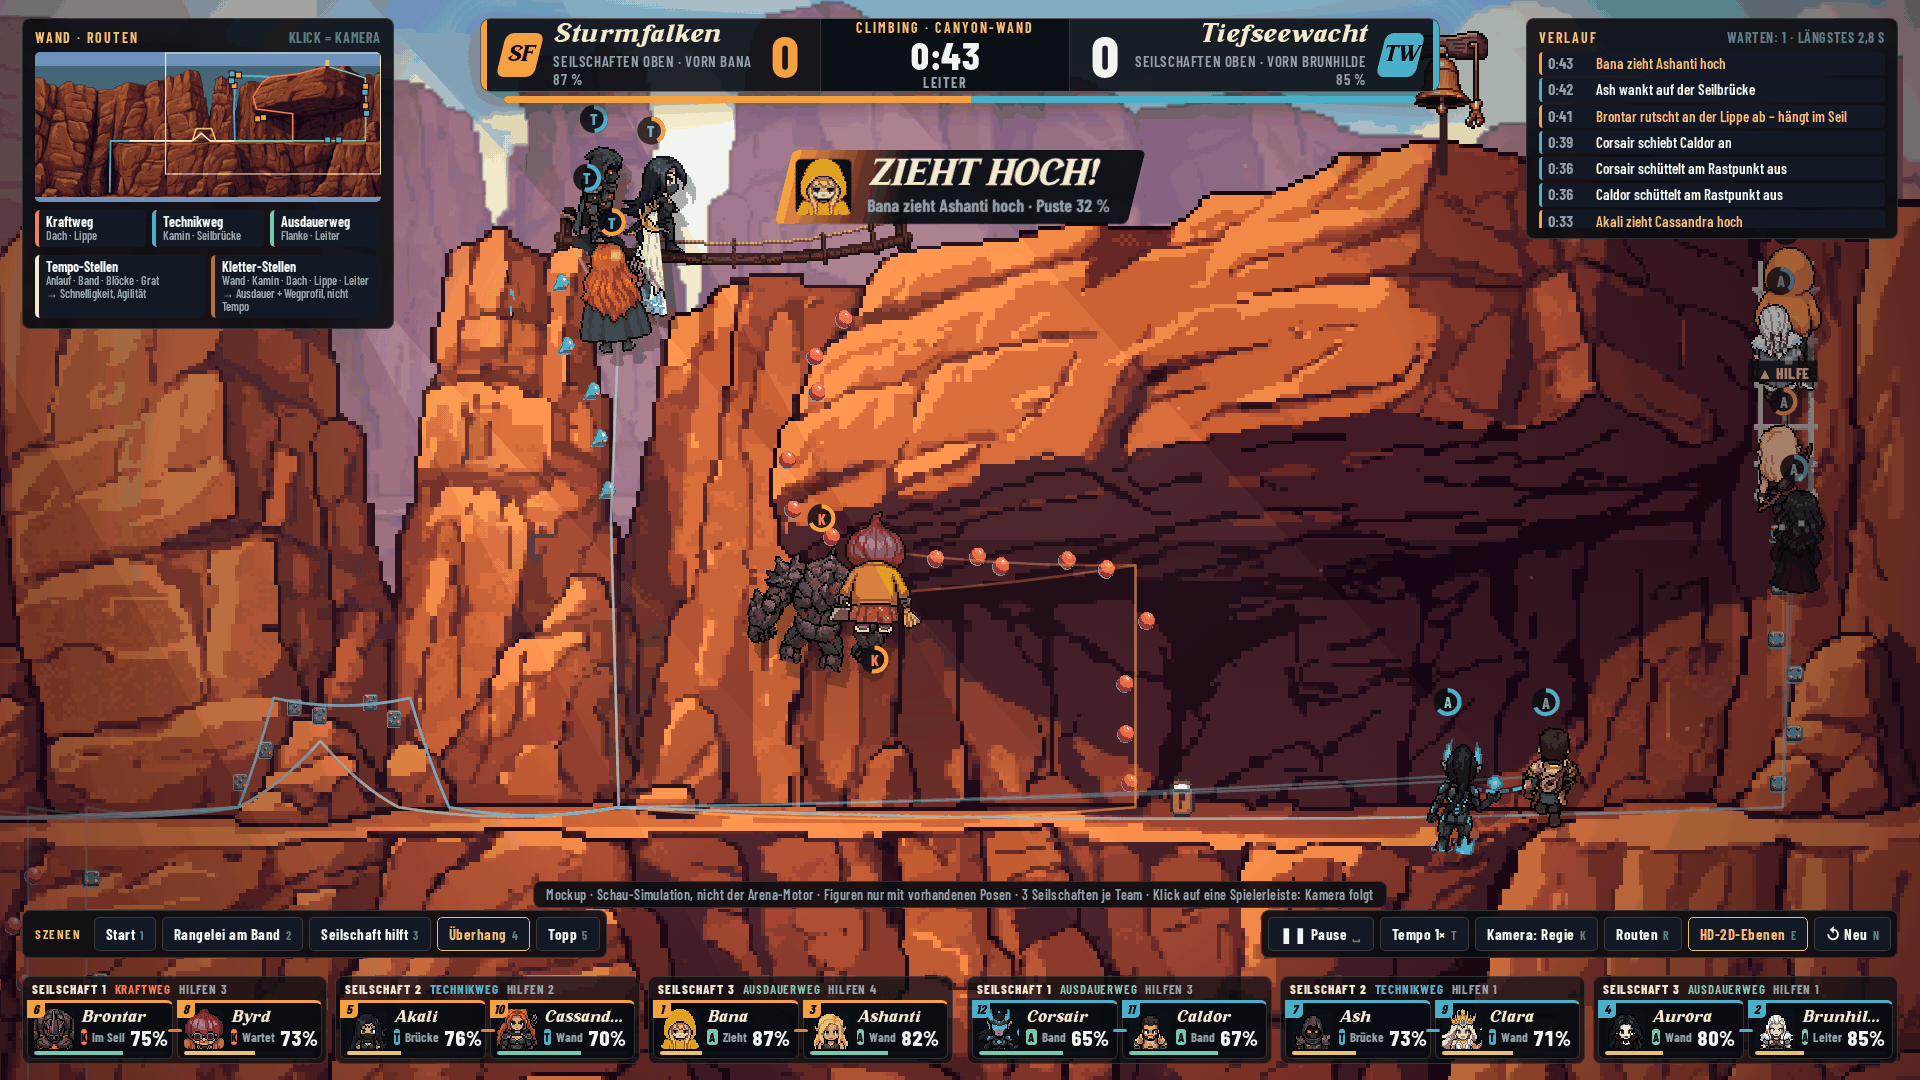 WAND · ROUTEN
KLICK = KAMERA
Kraftweg
Dach · Lippe
Technikweg
Kamin · Seilbrücke
Ausdauerweg
Flanke · Leiter
Tempo-Stellen
Anlauf · Band · Blöcke · Grat
→ Schnelligkeit, Agilität
Kletter-Stellen
Wand · Kamin · Dach · Lippe · Leiter
→ Ausdauer + Wegprofil, nicht
Tempo
SF
Sturmfalken
SEILSCHAFTEN OBEN · VORN BANA
87 %
0
CLIMBING · CANYON-WAND
0:43
LEITER
0
Tiefseewacht
SEILSCHAFTEN OBEN · VORN BRUNHILDE
85 %
TW
VERLAUF
WARTEN: 1 · LÄNGSTES 2,8 S
0:43 Bana zieht Ashanti hoch
0:42 Ash wankt auf der Seilbrücke
0:41 Brontar rutscht an der Lippe ab – hängt im Seil
0:39 Corsair schiebt Caldor an
0:36 Corsair schüttelt am Rastpunkt aus
0:36 Caldor schüttelt am Rastpunkt aus
0:33 Akali zieht Cassandra hoch
ZIEHT HOCH!
Bana zieht Ashanti hoch · Puste 32 %
T
T
T
T
A
▲ HILFE
A
A
K
K
A
A
Mockup · Schau-Simulation, nicht der Arena-Motor · Figuren nur mit vorhandenen Posen · 3 Seilschaften je Team · Klick auf eine Spielerleiste: Kamera folgt
SZENEN
Start 1
Rangelei am Band 2
Seilschaft hilft 3
Überhang 4
Topp 5
❚❚ Pause ␣
Tempo 1× T
Kamera: Regie K
Routen R
HD-2D-Ebenen E
↺ Neu N
SEILSCHAFT 1 KRAFTWEG HILFEN 3
6 Brontar
K Im Seil 75%
8 Byrd
K Wartet 73%
SEILSCHAFT 2 TECHNIKWEG HILFEN 2
5 Akali
T Brücke 76%
10 Cassand...
T Wand 70%
SEILSCHAFT 3 AUSDAUERWEG HILFEN 4
1 Bana
A Zieht 87%
3 Ashanti
A Wand 82%
SEILSCHAFT 1 AUSDAUERWEG HILFEN 3
12 Corsair
A Band 65%
11 Caldor
A Band 67%
SEILSCHAFT 2 TECHNIKWEG HILFEN 1
7 Ash
T Brücke 73%
9 Clara
T Wand 71%
SEILSCHAFT 3 AUSDAUERWEG HILFEN 1
4 Aurora
A Wand 80%
2 Brunhil...
A Leiter 85%